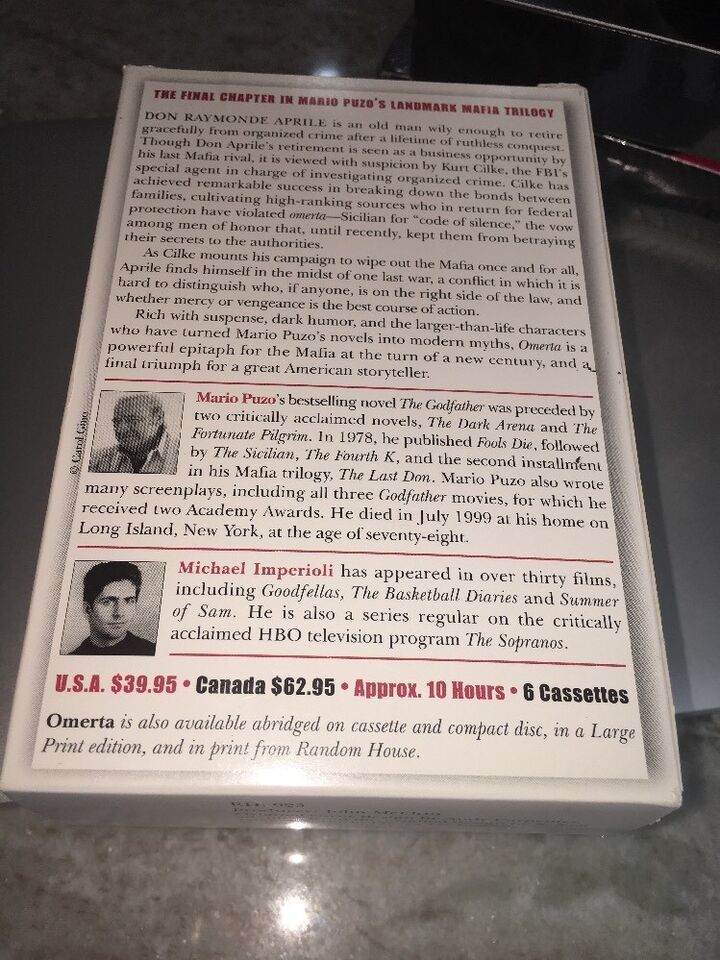 THE FINAL CHAPTER IN MARIO PUZO'S LANDMARK MAFIA TRILOGY
DON RAYMONDE APRILE is an old man wily enough to retire
gracefully from organized crime after a lifetime of ruthless conquest.
Though Don Aprile's retirement is seen as a business opportunity by
his last Mafia rival, it is viewed with suspicion by Kurt Cilke, the FBI's
special agent in charge of investigating organized crime. Cilke has
achieved remarkable success in breaking down the bonds between
families, cultivating high-ranking sources who in return for federal
protection have violated omerta—Sicilian for "code of silence," the vow
among men of honor that, until recently, kept them from betraying
their secrets to the authorities.
As Cilke mounts his campaign to wipe out the Mafia once and for all,
Aprile finds himself in the midst of one last war, a conflict in which it is
hard to distinguish who, if anyone, is on the right side of the law, and
whether mercy or vengeance is the best course of action.
Rich with suspense, dark humor, and the larger-than-life characters
who have turned Mario Puzo's novels into modern myths, Omerta is a
powerful epitaph for the Mafia at the turn of a new century, and a
final triumph for a great American storyteller.
© Carol Gino
Mario Puzo's bestselling novel The Godfather was preceded by
two critically acclaimed novels, The Dark Arena and The
Fortunate Pilgrim. In 1978, he published Fools Die, followed
by The Sicilian, The Fourth K, and the second installment
in his Mafia trilogy, The Last Don. Mario Puzo also wrote
many screenplays, including all three Godfather movies, for which he
received two Academy Awards. He died in July 1999 at his home on
Long Island, New York, at the age of seventy-eight.
Michael Imperioli has appeared in over thirty films,
including Goodfellas, The Basketball Diaries and Summer
of Sam. He is also a series regular on the critically
acclaimed HBO television program The Sopranos.
U.S.A. $39.95 • Canada $62.95 • Approx. 10 Hours • 6 Cassettes
Omerta is also available abridged on cassette and compact disc, in a Large
Print edition, and in print from Random House.